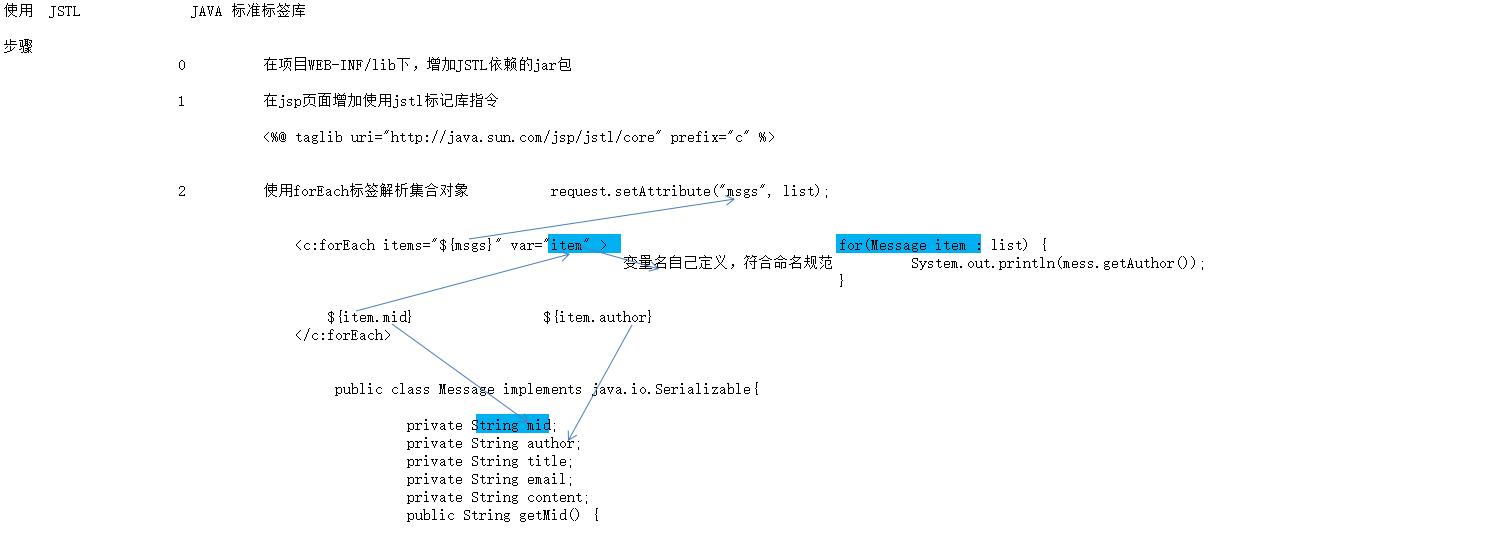 使用  JSTL              JAVA 标准标签库
步骤
0          在项目WEB-INF/lib下，增加JSTL依赖的jar包
1          在jsp页面增加使用jstl标记库指令
<%@ taglib uri="http://java.sun.com/jsp/jstl/core" prefix="c" %>
2          使用forEach标签解析集合对象          request.setAttribute("msgs", list);
<c:forEach items="${msgs}" var="item" >                           for(Message item : list) {
变量名自己定义，符合命名规范          System.out.println(mess.getAuthor());
}
${item.mid}                ${item.author}
</c:forEach>
public class Message implements java.io.Serializable{
private String mid;
private String author;
private String title;
private String email;
private String content;
public String getMid() {